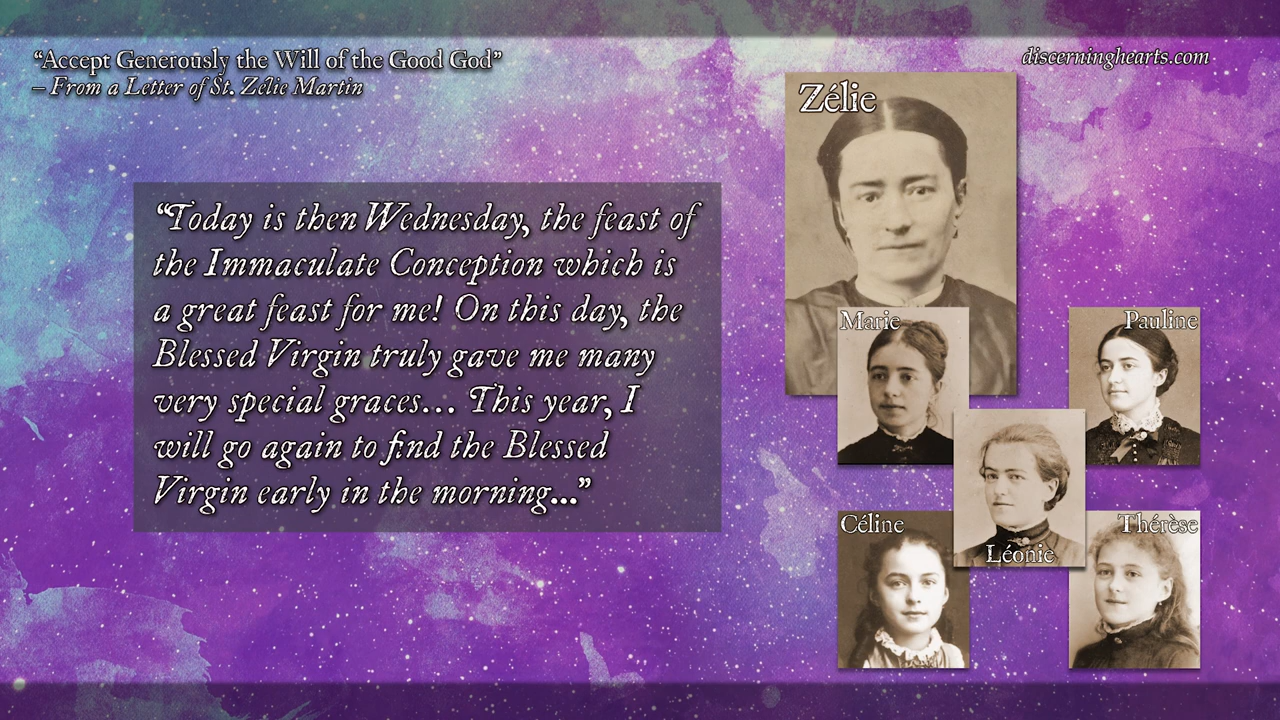 “Accept Generously the Will of the Good God”
– From a Letter of St. Zélie Martin
discerninghearts.com
Zélie
“Today is then Wednesday, the feast of
the Immaculate Conception which is
a great feast for me! On this day, the
Blessed Virgin truly gave me many
very special graces… This year, I
will go again to find the Blessed
Virgin early in the morning...”
Marie
Pauline
Céline
Léonie
Thérèse